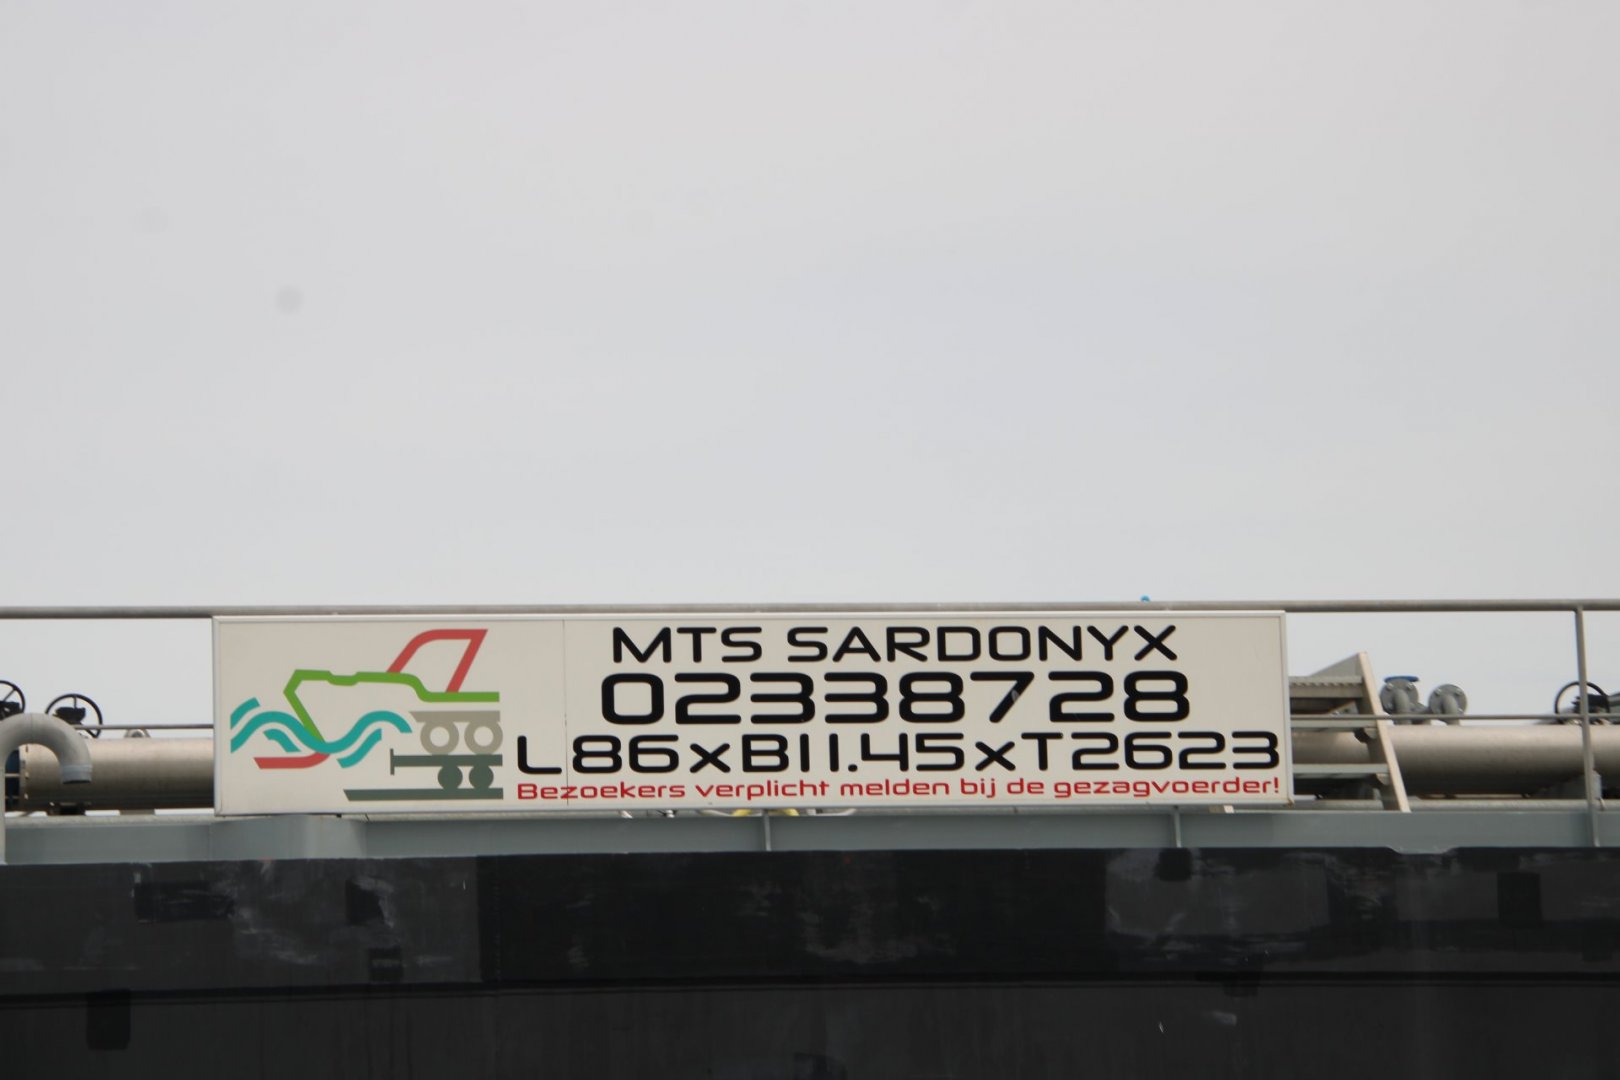 MTS SARDONYX
02338728
L86xB11.45xT2623
Bezoekers verplicht melden bij de gezagvoerder!